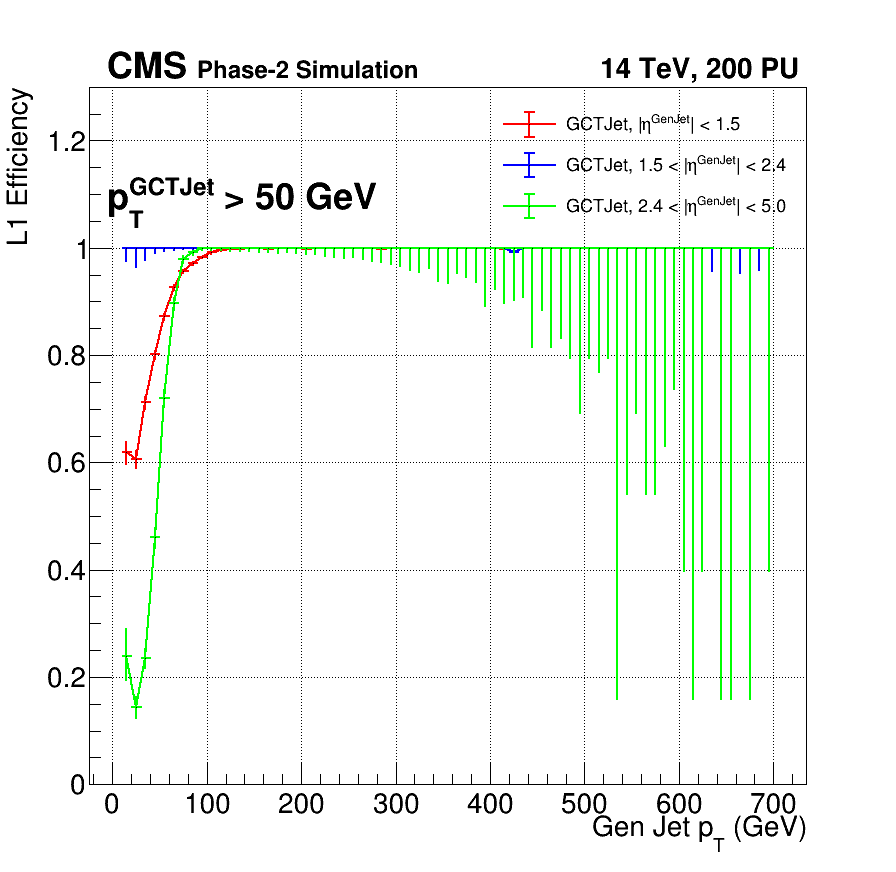 CMS Phase-2 Simulation 14 TeV, 200 PU
L1 Efficiency
GCTJet, |η^GenJet| < 1.5
GCTJet, 1.5 < |η^GenJet| < 2.4
GCTJet, 2.4 < |η^GenJet| < 5.0
p_T^GCTJet > 50 GeV
1.2
1
0.8
0.6
0.4
0.2
0
0 100 200 300 400 500 600 700
Gen Jet p_T (GeV)